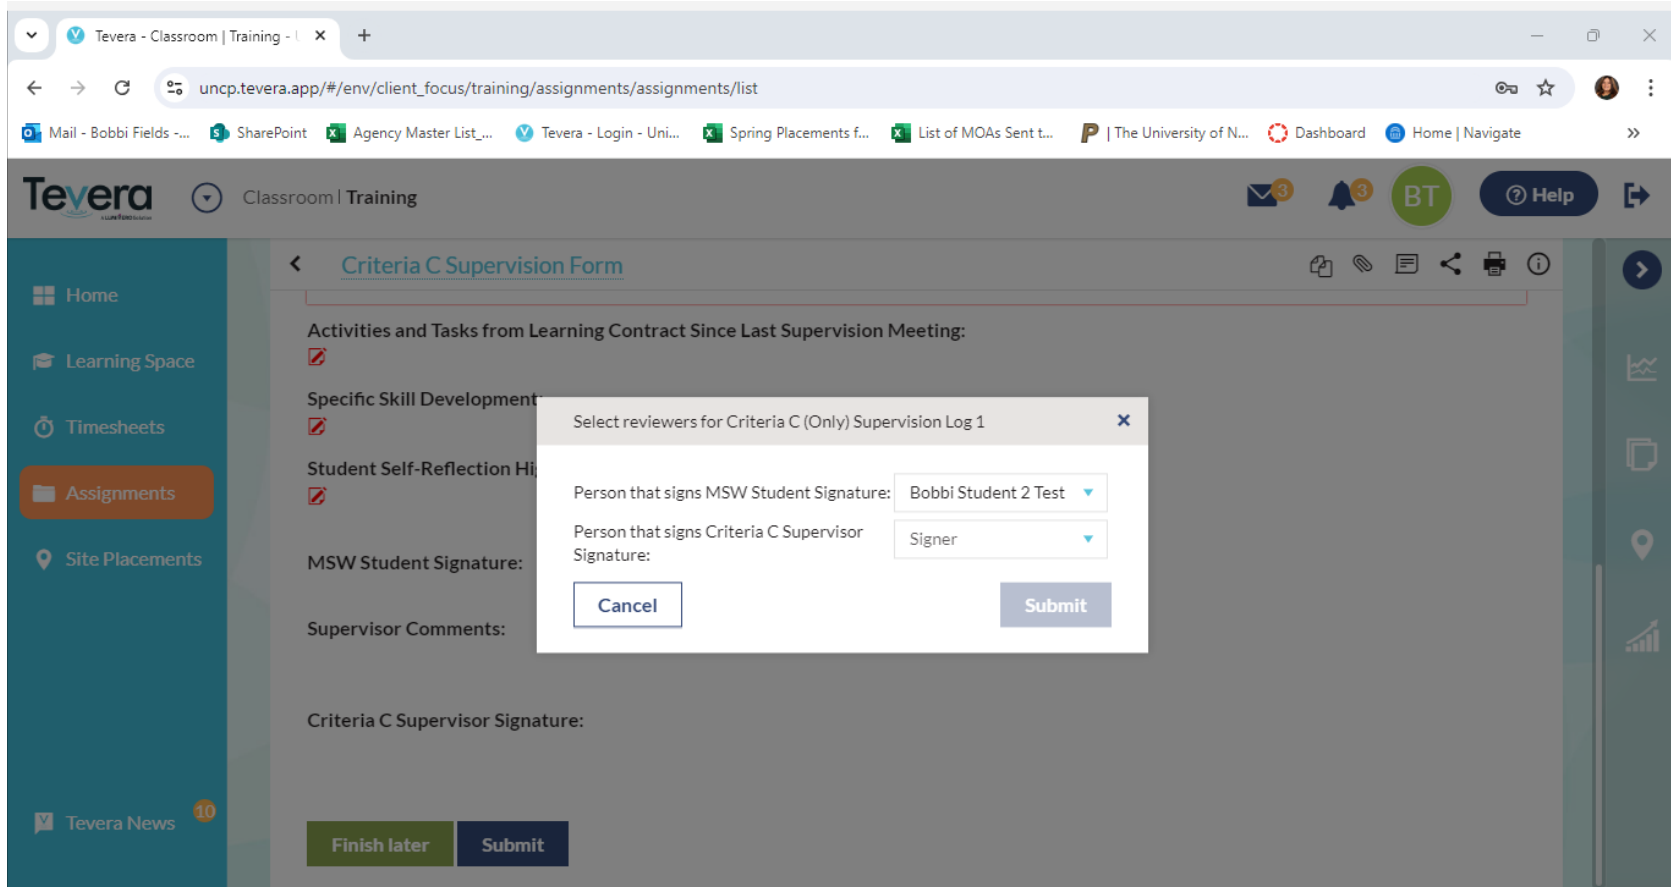 Tevera - Classroom | Training - U
uncp.tevera.app/#/env/client_focus/training/assignments/assignments/list
Mail - Bobbi Fields -... SharePoint Agency Master List_... Tevera - Login - Uni... Spring Placements f... List of MOAs Sent t... | The University of N... Dashboard Home | Navigate
Tevera Classroom | Training 3 3 BT Help
Criteria C Supervision Form
Home
Learning Space
Timesheets
Assignments
Site Placements
Tevera News 10
Activities and Tasks from Learning Contract Since Last Supervision Meeting:
Specific Skill Development:
Student Self-Reflection Hi
MSW Student Signature:
Supervisor Comments:
Criteria C Supervisor Signature:
Finish later Submit
Select reviewers for Criteria C (Only) Supervision Log 1
Person that signs MSW Student Signature: Bobbi Student 2 Test
Person that signs Criteria C Supervisor
Signature: Signer
Cancel Submit